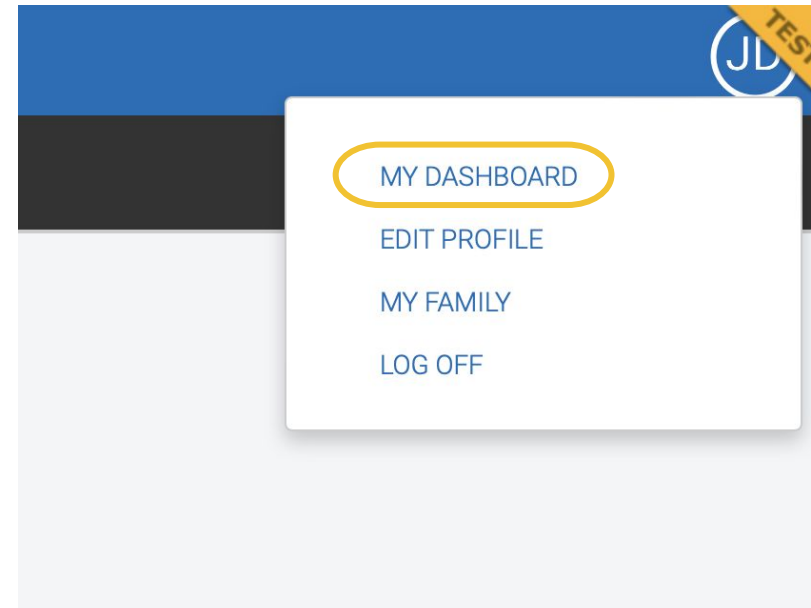 JD
TEST
MY DASHBOARD
EDIT PROFILE
MY FAMILY
LOG OFF